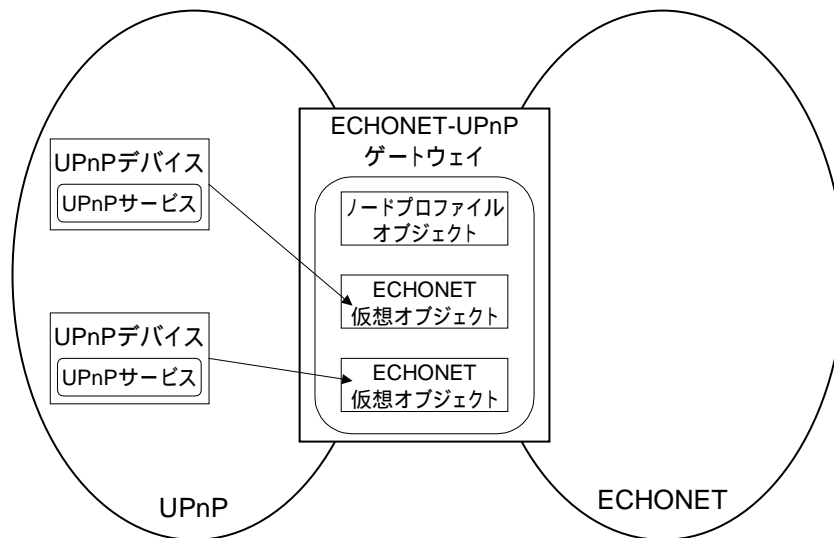 ECHONET-UPnP
ゲートウェイ
UPnPデバイス
UPnPサービス
ノードプロファイル
オブジェクト
ECHONET
仮想オブジェクト
UPnPデバイス
UPnPサービス
ECHONET
仮想オブジェクト
UPnP
ECHONET